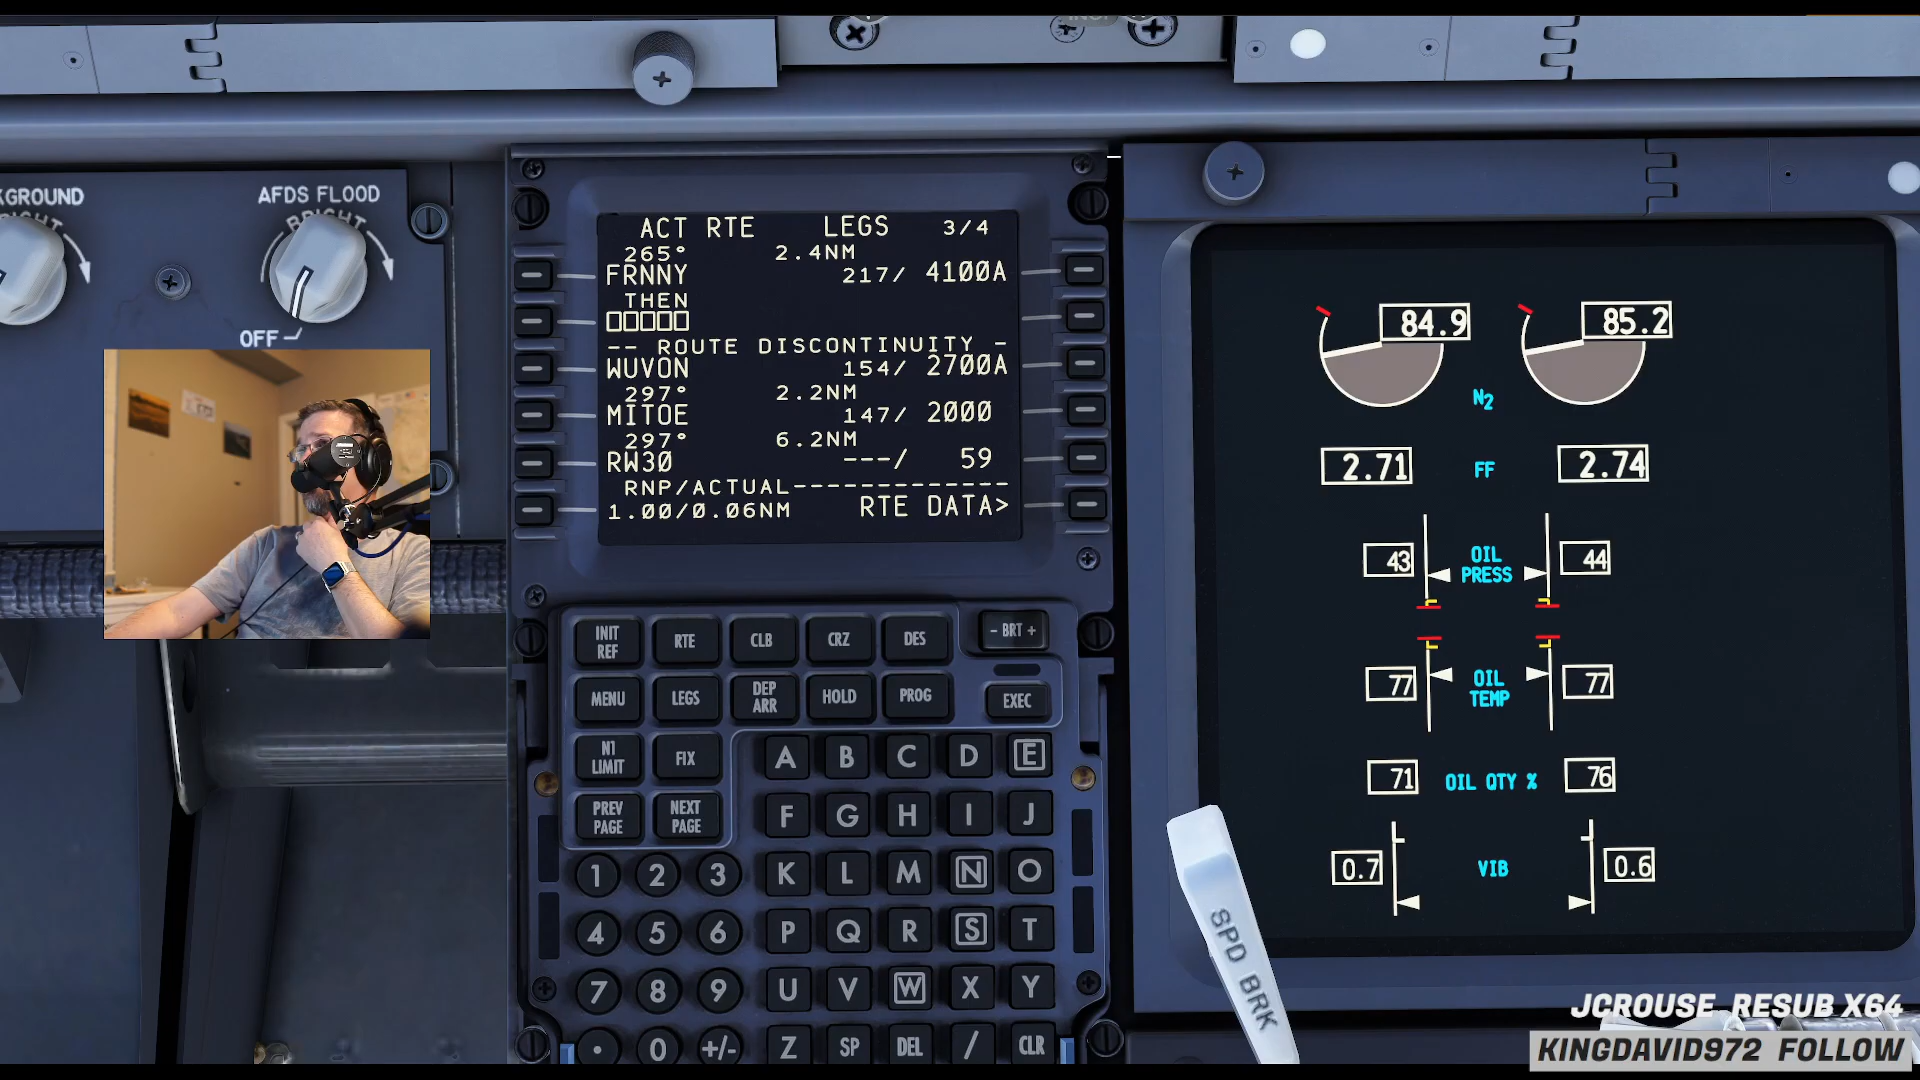 KGROUND
AFDS FLOOD
BRIGHT
OFF
ACT RTE LEGS 3/4
265° 2.4NM
FRNNY 217/ 4100A
THEN
□□□□□
-- ROUTE DISCONTINUITY -
WUVON 154/ 2700A
297° 2.2NM
MITOE 147/ 2000
297° 6.2NM
RW30 ---/ 59
RNP/ACTUAL-------------
1.00/0.06NM RTE DATA>
INIT REF RTE CLB CRZ DES - BRT +
MENU LEGS DEP ARR HOLD PROG EXEC
N1 LIMIT FIX
PREV PAGE NEXT PAGE
A B C D E
F G H I J
1 2 3 K L M N O
4 5 6 P Q R S T
7 8 9 U V W X Y
. 0 +/- Z SP DEL / CLR
84.9 85.2
N2
2.71 FF 2.74
43 OIL PRESS 44
77 OIL TEMP 77
71 OIL QTY % 76
0.7 VIB 0.6
SPD BRK
JCROUSE_RESUB X64
KINGDAVID972 FOLLOW